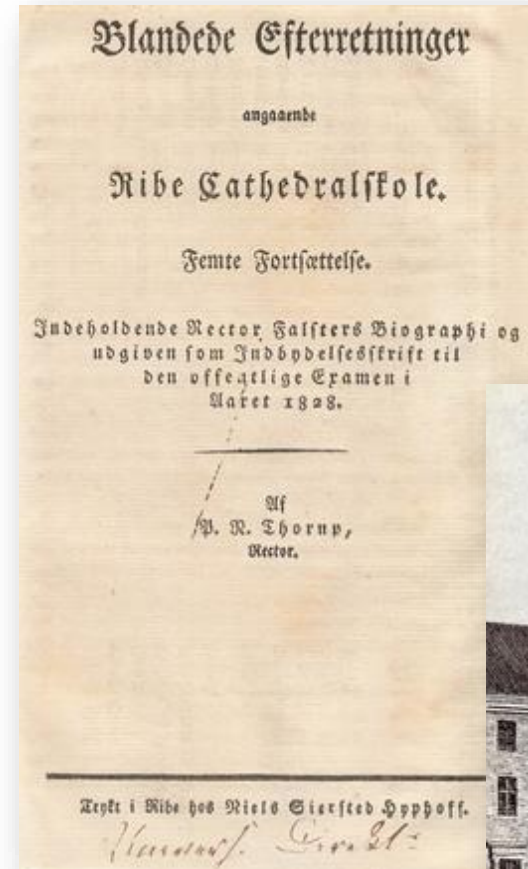 Blandede Efterretninger
angaaende
Ribe Cathedralskole.
Femte Fortsættelse.
Indeholdende Rector Falsters Biographi og
udgiven som Indbydelsesskrift til
den offentlige Examen i
Aaret 1828.
Af
P. N. Thorup,
Rector.
Trykt i Ribe hos Niels Giersted Hyphoff.